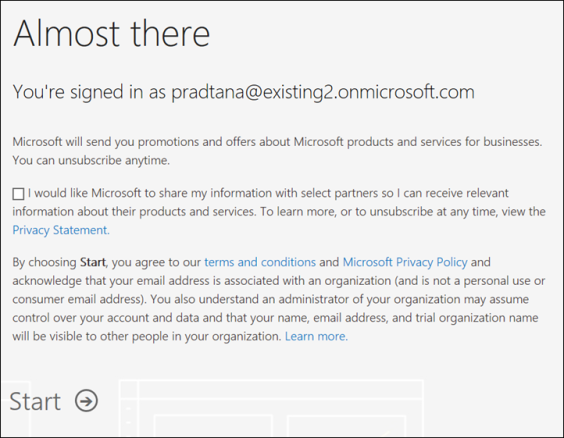 Almost there
You're signed in as pradtana@existing2.onmicrosoft.com
Microsoft will send you promotions and offers about Microsoft products and services for businesses.
You can unsubscribe anytime.
I would like Microsoft to share my information with select partners so I can receive relevant
information about their products and services. To learn more, or to unsubscribe at any time, view the
Privacy Statement.
By choosing Start, you agree to our terms and conditions and Microsoft Privacy Policy and
acknowledge that your email address is associated with an organization (and is not a personal use or
consumer email address). You also understand an administrator of your organization may assume
control over your account and data and that your name, email address, and trial organization name
will be visible to other people in your organization. Learn more.
Start